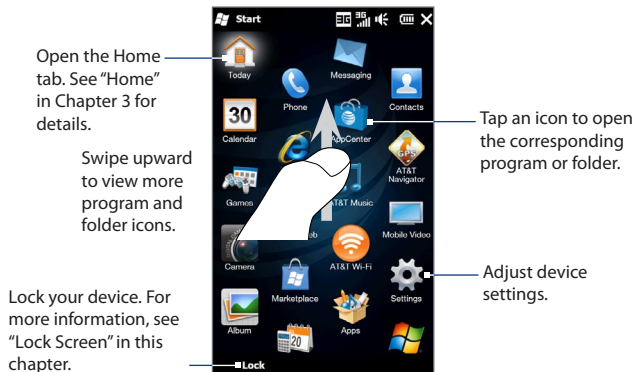 Start
Open the Home
tab. See “Home”
in Chapter 3 for
details.
Swipe upward
to view more
program and
folder icons.
Lock your device. For
more information, see
“Lock Screen” in this
chapter.
Today
Messaging
Phone
Contacts
30
Calendar
AppCenter
GPS
AT&T
Navigator
Games
AT&T Music
Mobile Video
Camera
AT&T Wi-Fi
Marketplace
Settings
Album
Apps
20
Lock
Tap an icon to open
the corresponding
program or folder.
Adjust device
settings.